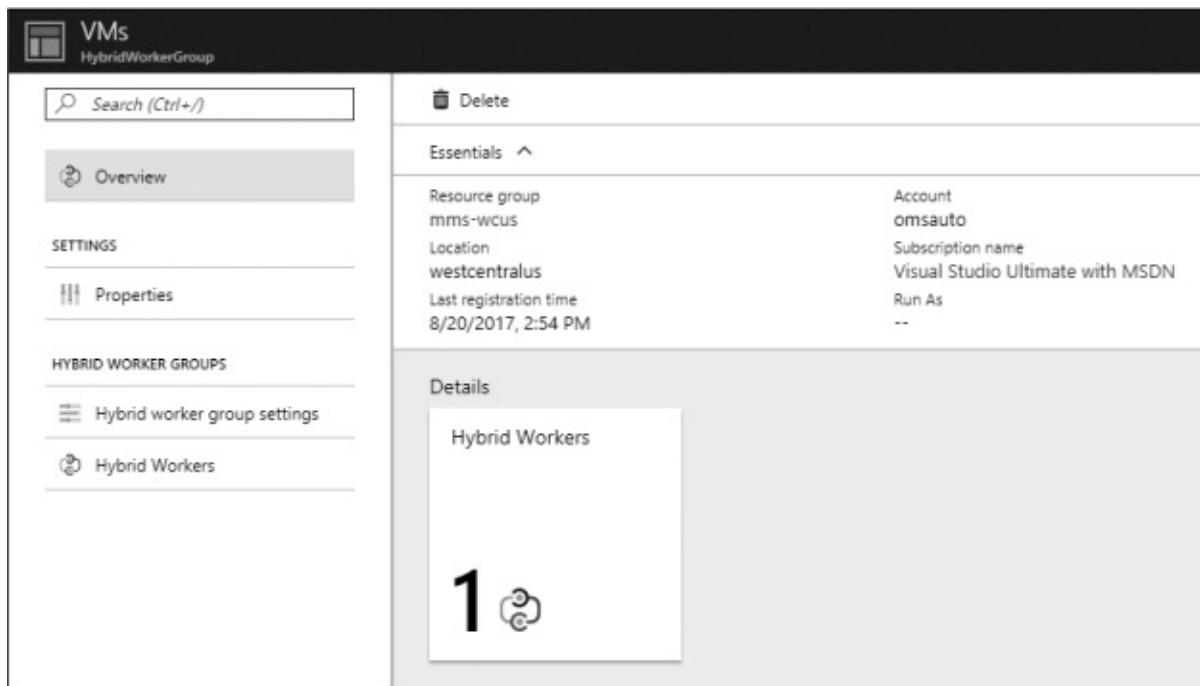 VMs
HybridWorkerGroup
Search (Ctrl+/)
Overview
SETTINGS
Properties
HYBRID WORKER GROUPS
Hybrid worker group settings
Hybrid Workers
Delete
Essentials
Resource group
mms-wcus
Location
westcentralus
Last registration time
8/20/2017, 2:54 PM
Account
omsauto
Subscription name
Visual Studio Ultimate with MSDN
Run As
--
Details
Hybrid Workers
1